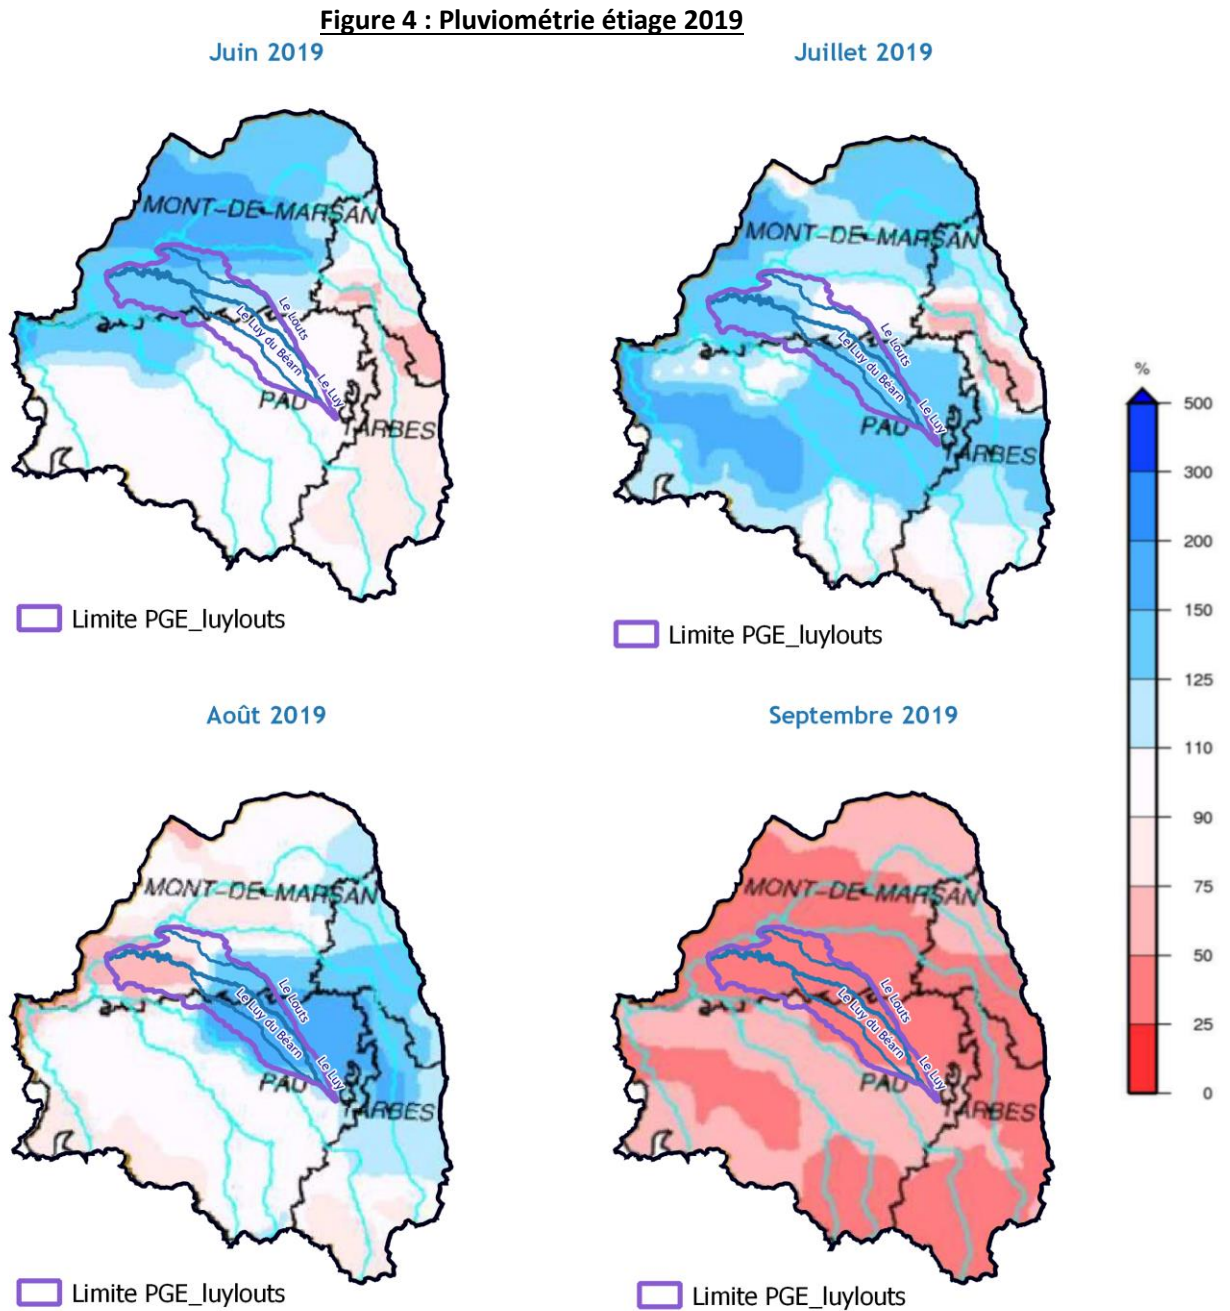 Figure 4 : Pluviométrie étiage 2019
Juin 2019
Juillet 2019
MONT-DE-MARSAN
Le Louts
Le Luy du Béarn
Le Luy
PAU
TARBES
Limite PGE_luylouts
MONT-DE-MARSAN
Le Louts
Le Luy du Béarn
Le Luy
PAU
TARBES
Limite PGE_luylouts
%
500
300
200
150
125
110
90
75
50
25
0
Août 2019
Septembre 2019
MONT-DE-MARSAN
Le Louts
Le Luy du Béarn
Le Luy
PAU
TARBES
Limite PGE_luylouts
MONT-DE-MARSAN
Le Louts
Le Luy du Béarn
Le Luy
PAU
TARBES
Limite PGE_luylouts